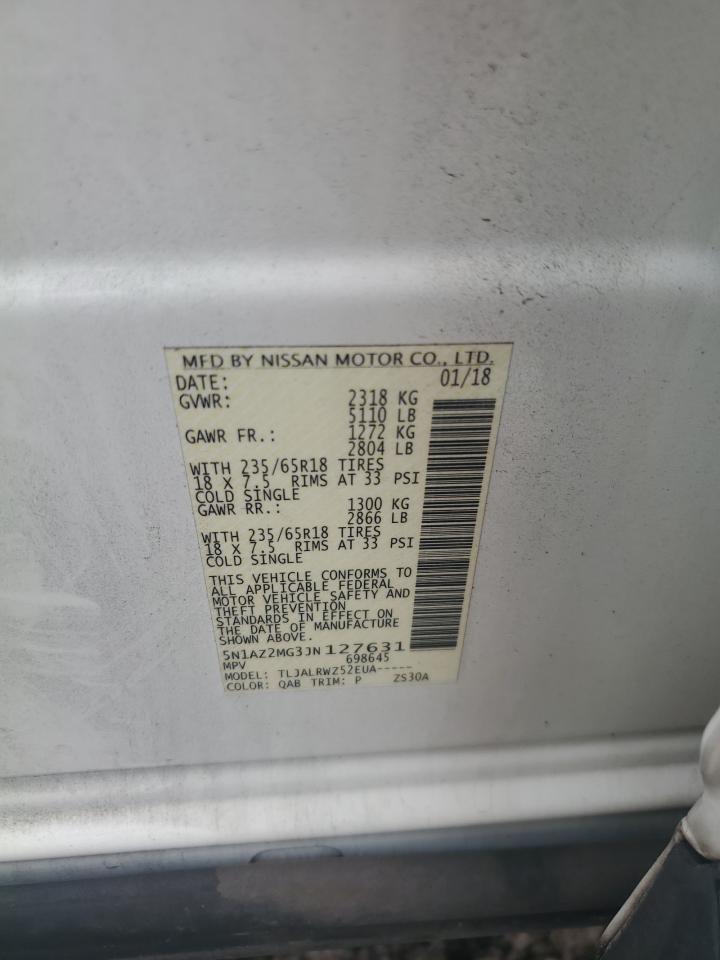 MFD BY NISSAN MOTOR CO., LTD.
DATE: 01/18
GVWR: 2318 KG
5110 LB
GAWR FR.: 1272 KG
2804 LB
WITH 235/65R18 TIRES
18 X 7.5 RIMS AT 33 PSI
COLD SINGLE
GAWR RR.: 1300 KG
2866 LB
WITH 235/65R18 TIRES
18 X 7.5 RIMS AT 33 PSI
COLD SINGLE
THIS VEHICLE CONFORMS TO
ALL APPLICABLE FEDERAL
MOTOR VEHICLE SAFETY AND
THEFT PREVENTION
STANDARDS IN EFFECT ON
THE DATE OF MANUFACTURE
SHOWN ABOVE.
5N1AZ2MG3JN127631
MPV 698645
MODEL: TLJALRWZ52EUA-----
COLOR: QAB TRIM: P ZS30A